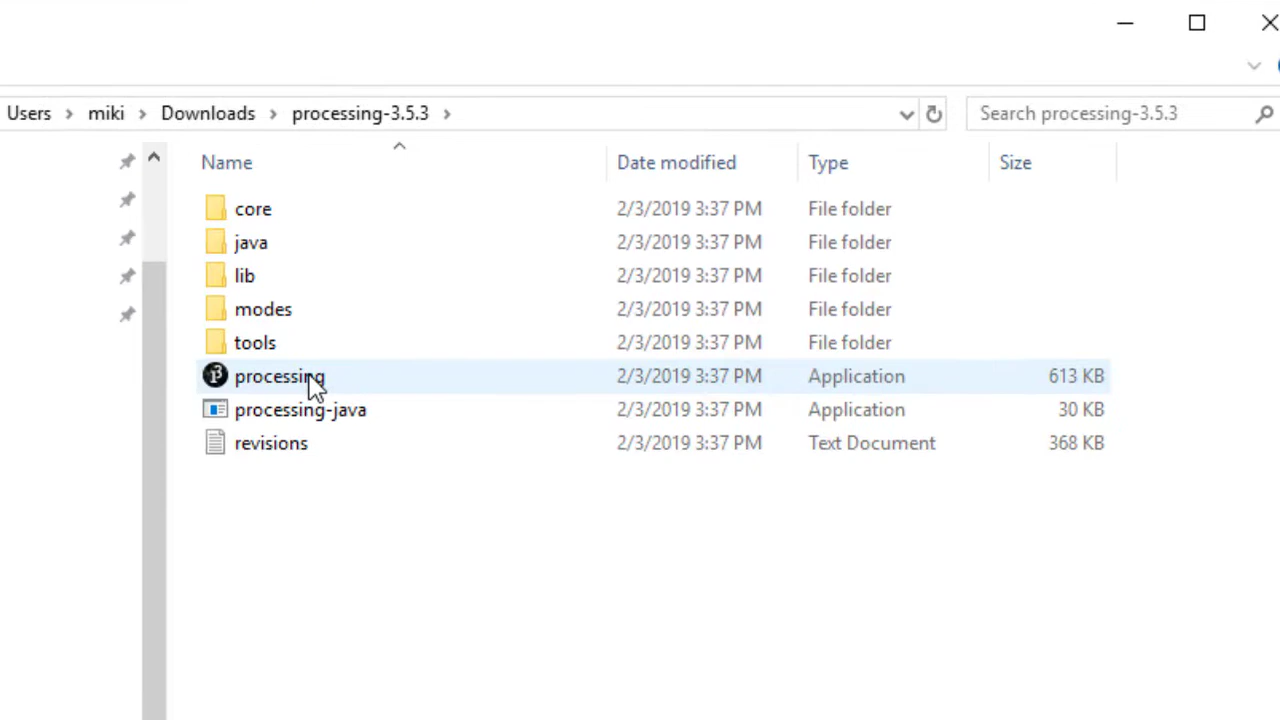 Users > miki > Downloads > processing-3.5.3 > Search processing-3.5.3
Name Date modified Type Size
core 2/3/2019 3:37 PM File folder
java 2/3/2019 3:37 PM File folder
lib 2/3/2019 3:37 PM File folder
modes 2/3/2019 3:37 PM File folder
tools 2/3/2019 3:37 PM File folder
processing 2/3/2019 3:37 PM Application 613 KB
processing-java 2/3/2019 3:37 PM Application 30 KB
revisions 2/3/2019 3:37 PM Text Document 368 KB